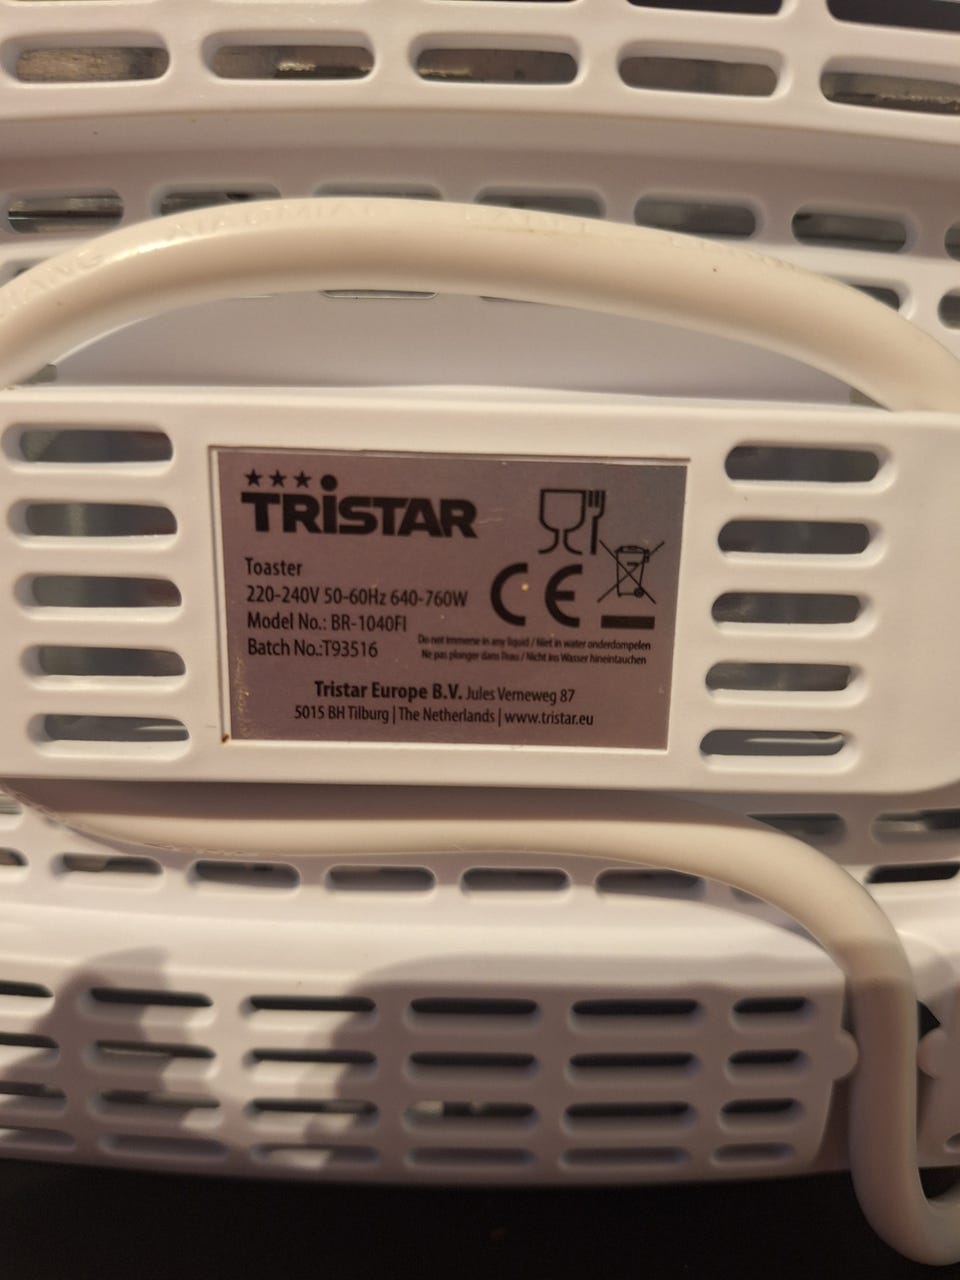 TRISTAR
Toaster
220-240V 50-60Hz 640-760W
Model No.: BR-1040FI
Batch No.:T93516
CE
Do not immerse in any liquid / Niet in water onderdompelen
Ne pas plonger dans l'eau / Nicht ins Wasser hineintauchen
Tristar Europe B.V. Jules Verneweg 87
5015 BH Tilburg | The Netherlands | www.tristar.eu